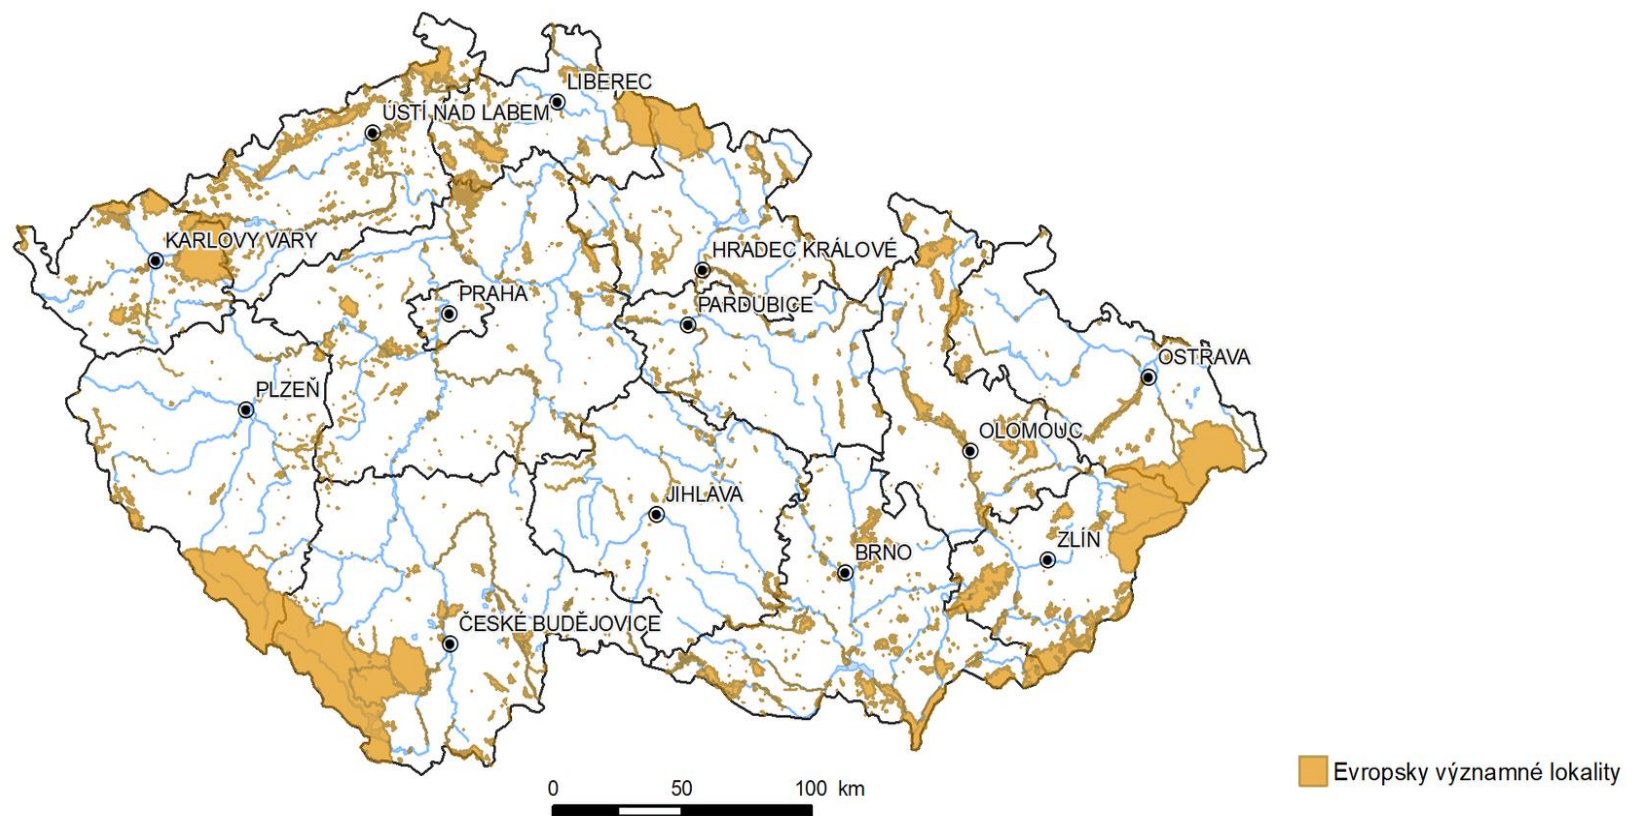 LIBEREC
ÚSTÍ NAD LABEM
KARLOVY VARY
HRADEC KRÁLOVÉ
PRAHA
PARDUBICE
OSTRAVA
PLZEŇ
OLOMOUC
JIHLAVA
ZLÍN
BRNO
ČESKÉ BUDĚJOVICE
Evropsky významné lokality
0 50 100 km